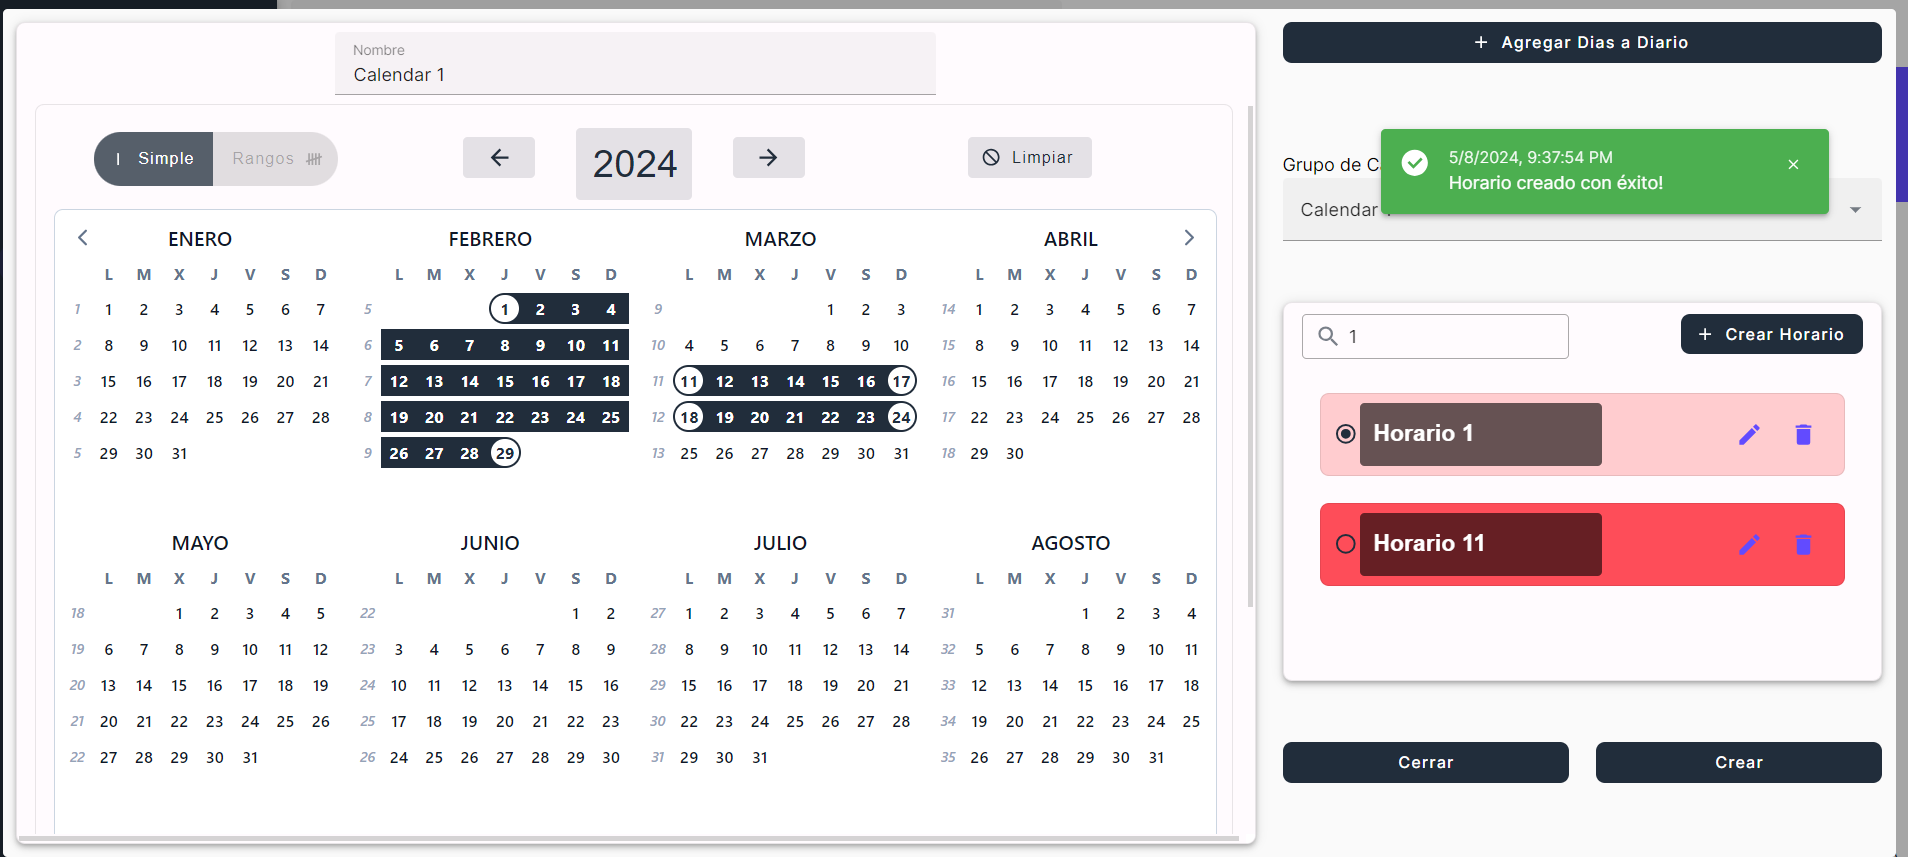 Nombre
Calendar 1
Simple
Rangos
2024
Limpiar
ENERO
L M X J V S D
1 1 2 3 4 5 6 7
2 8 9 10 11 12 13 14
3 15 16 17 18 19 20 21
4 22 23 24 25 26 27 28
5 29 30 31
FEBRERO
L M X J V S D
5 1 2 3 4
6 5 6 7 8 9 10 11
7 12 13 14 15 16 17 18
8 19 20 21 22 23 24 25
9 26 27 28 29
MARZO
L M X J V S D
9 1 2 3
10 4 5 6 7 8 9 10
11 11 12 13 14 15 16 17
12 18 19 20 21 22 23 24
13 25 26 27 28 29 30 31
ABRIL
L M X J V S D
14 1 2 3 4 5 6 7
15 8 9 10 11 12 13 14
16 15 16 17 18 19 20 21
17 22 23 24 25 26 27 28
18 29 30
MAYO
L M X J V S D
18 1 2 3 4 5
19 6 7 8 9 10 11 12
20 13 14 15 16 17 18 19
21 20 21 22 23 24 25 26
22 27 28 29 30 31
JUNIO
L M X J V S D
22 1 2
23 3 4 5 6 7 8 9
24 10 11 12 13 14 15 16
25 17 18 19 20 21 22 23
26 24 25 26 27 28 29 30
JULIO
L M X J V S D
27 1 2 3 4 5 6 7
28 8 9 10 11 12 13 14
29 15 16 17 18 19 20 21
30 22 23 24 25 26 27 28
31 29 30 31
AGOSTO
L M X J V S D
31 1 2 3 4
32 5 6 7 8 9 10 11
33 12 13 14 15 16 17 18
34 19 20 21 22 23 24 25
35 26 27 28 29 30 31
+ Agregar Dias a Diario
5/8/2024, 9:37:54 PM
Horario creado con éxito!
Grupo de
Calendar
1
+ Crear Horario
Horario 1
Horario 11
Cerrar
Crear